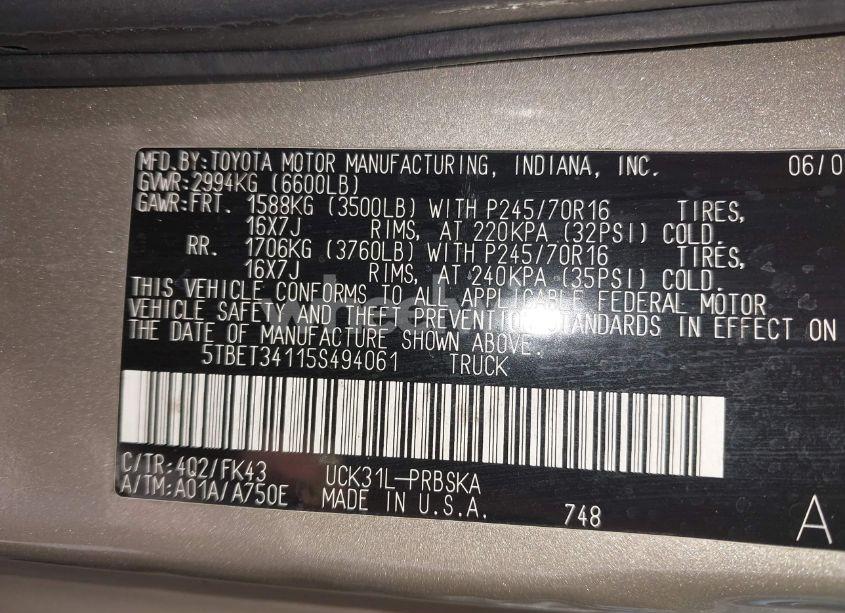 MFD.BY:TOYOTA MOTOR MANUFACTURING, INDIANA, INC. 06/0
GVWR:2994KG (6600LB)
GAWR:FRT. 1588KG (3500LB) WITH P245/70R16 TIRES,
16X7J RIMS, AT 220KPA (32PSI) COLD.
RR. 1706KG (3760LB) WITH P245/70R16 TIRES,
16X7J RIMS, AT 240KPA (35PSI) COLD.
THIS VEHICLE CONFORMS TO ALL APPLICABLE FEDERAL MOTOR
VEHICLE SAFETY AND THEFT PREVENTION STANDARDS IN EFFECT ON
THE DATE OF MANUFACTURE SHOWN ABOVE.
5TBET34115S494061 TRUCK
C/TR:4Q2/FK43 UCK31L-PRBSKA
A/TM:A01A/A750E MADE IN U.S.A. 748 A